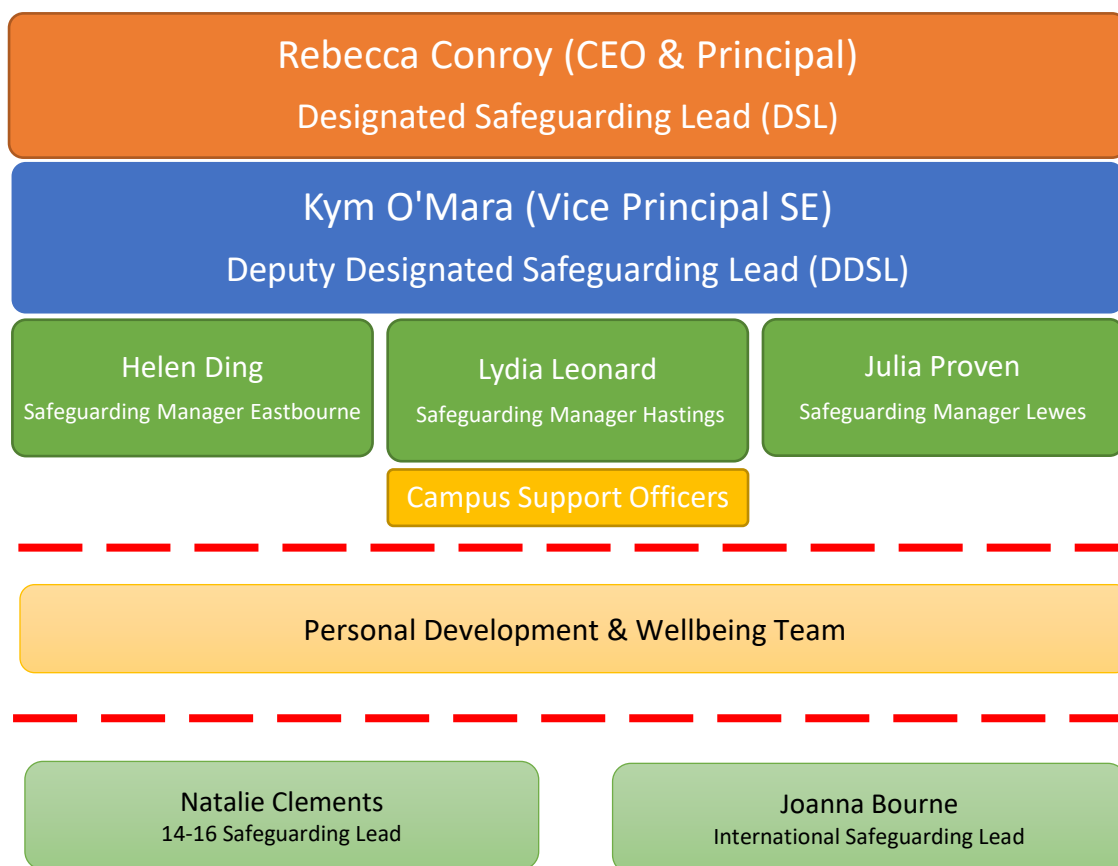 Rebecca Conroy (CEO & Principal)
Designated Safeguarding Lead (DSL)
Kym O'Mara (Vice Principal SE)
Deputy Designated Safeguarding Lead (DDSL)
Helen Ding
Safeguarding Manager Eastbourne
Lydia Leonard
Safeguarding Manager Hastings
Julia Proven
Safeguarding Manager Lewes
Campus Support Officers
Personal Development & Wellbeing Team
Natalie Clements
14-16 Safeguarding Lead
Joanna Bourne
International Safeguarding Lead